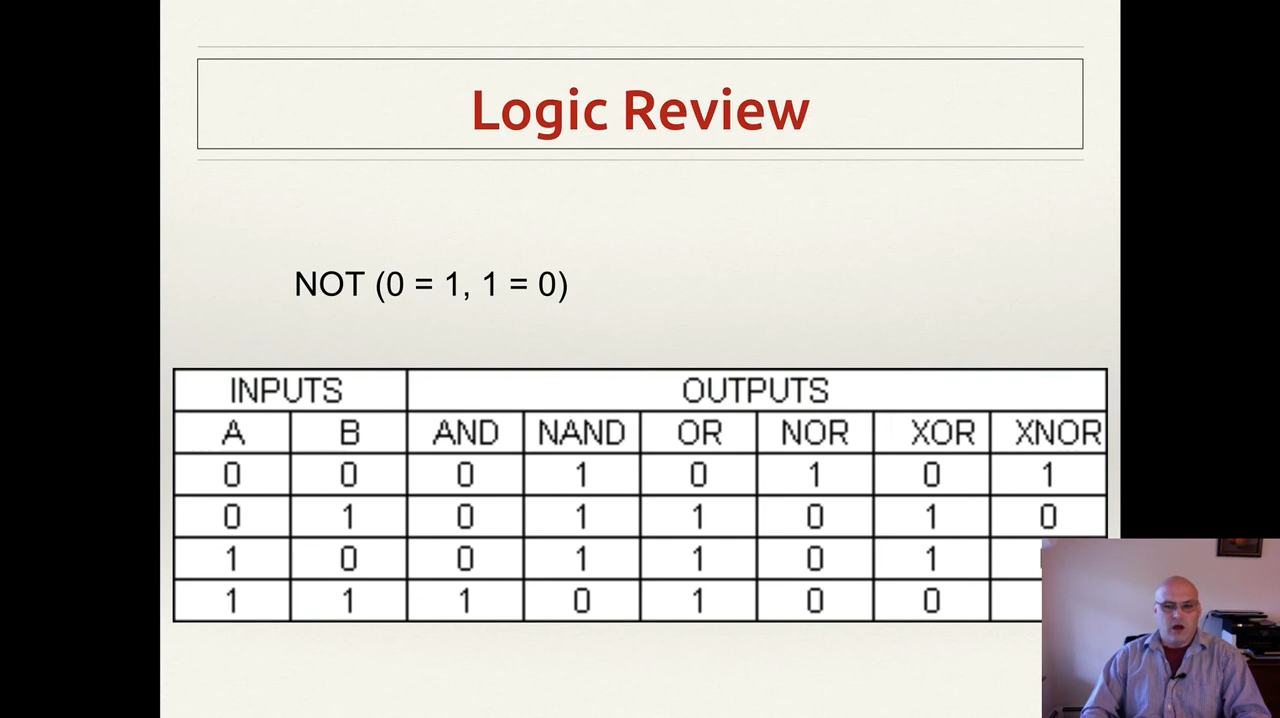 Logic Review
NOT (0 = 1, 1 = 0)
INPUTS OUTPUTS
A B AND NAND OR NOR XOR XNOR
0 0 0 1 0 1 0 1
0 1 0 1 1 0 1 0
1 0 0 1 1 0 1
1 1 1 0 1 0 0